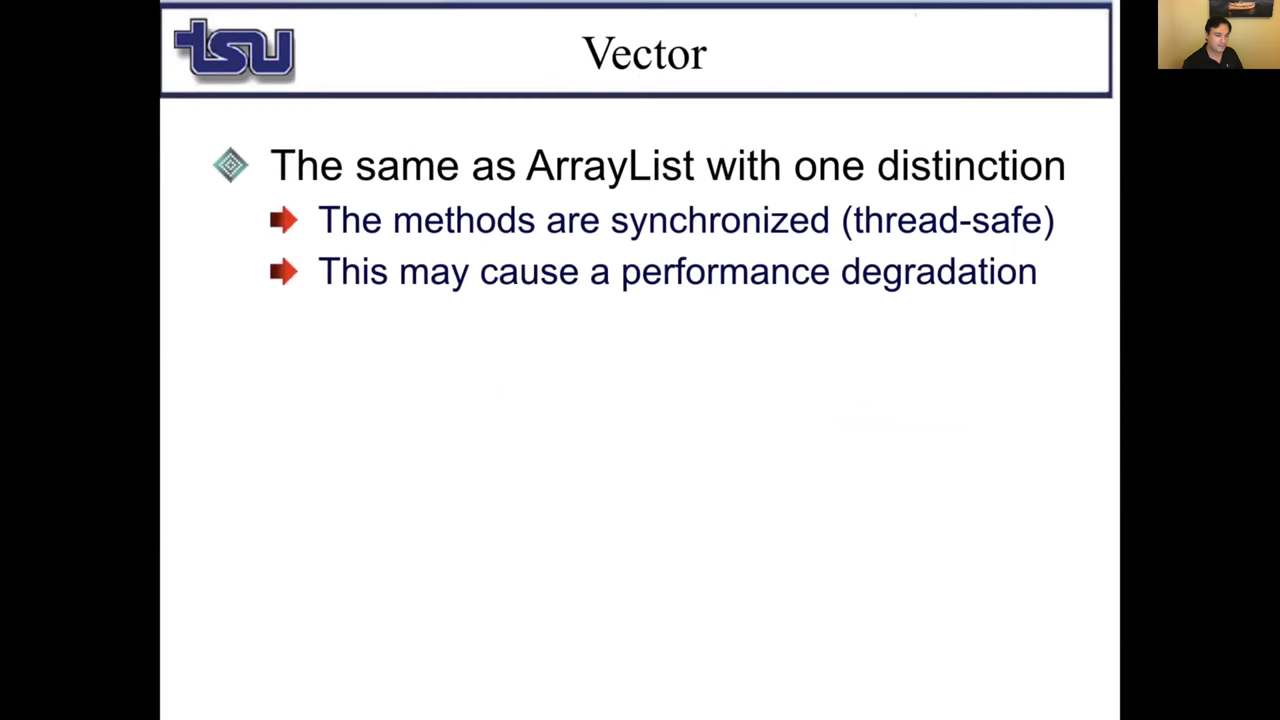 tsu
Vector
The same as ArrayList with one distinction
The methods are synchronized (thread-safe)
This may cause a performance degradation